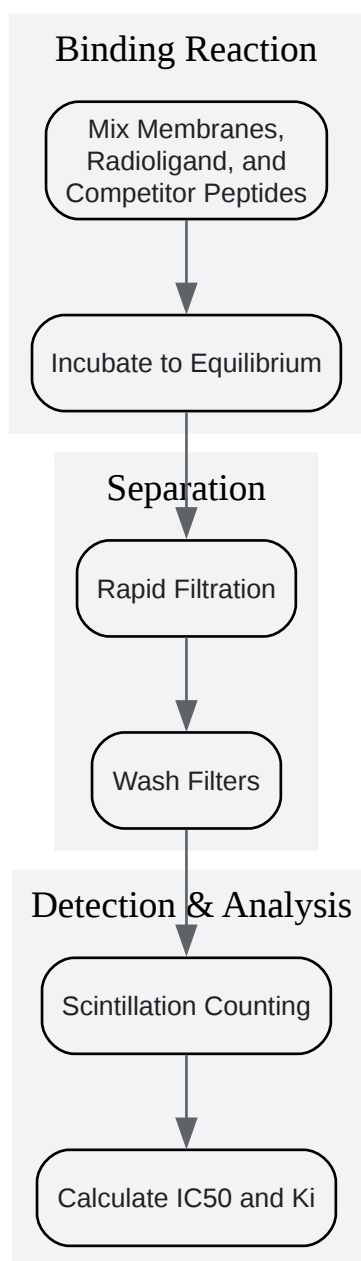 Binding Reaction
Mix Membranes,
Radioligand, and
Competitor Peptides
Incubate to Equilibrium
Separation
Rapid Filtration
Wash Filters
Detection & Analysis
Scintillation Counting
Calculate IC50 and Ki